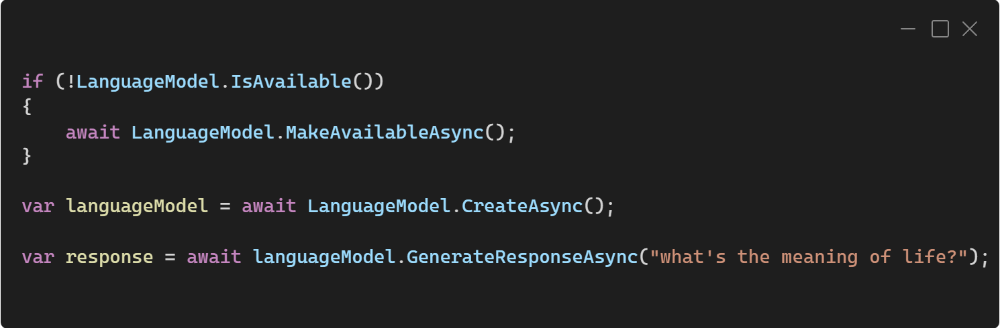 if (!LanguageModel.IsAvailable())
{
    await LanguageModel.MakeAvailableAsync();
}
var languageModel = await LanguageModel.CreateAsync();
var response = await languageModel.GenerateResponseAsync("what's the meaning of life?");